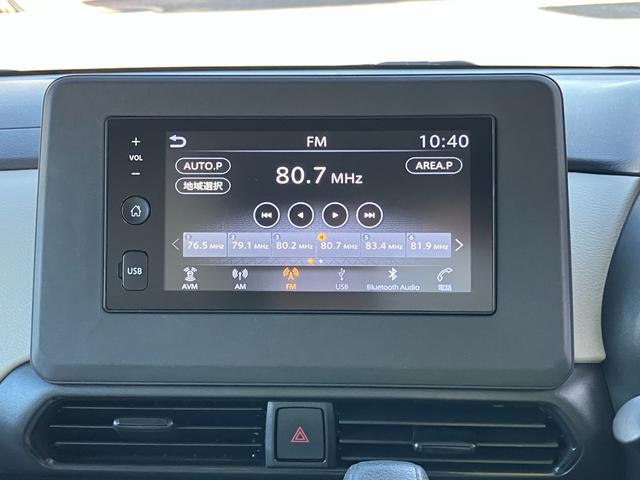 FM
10:40
+
VOL
−
AUTO.P
地域選択
80.7 MHz
AREA.P
1 76.5 MHz
2 79.1 MHz
3 80.2 MHz
4 80.7 MHz
5 83.4 MHz
6 81.9 MHz
USB
AVM
AM
FM
USB
Bluetooth Audio
電話